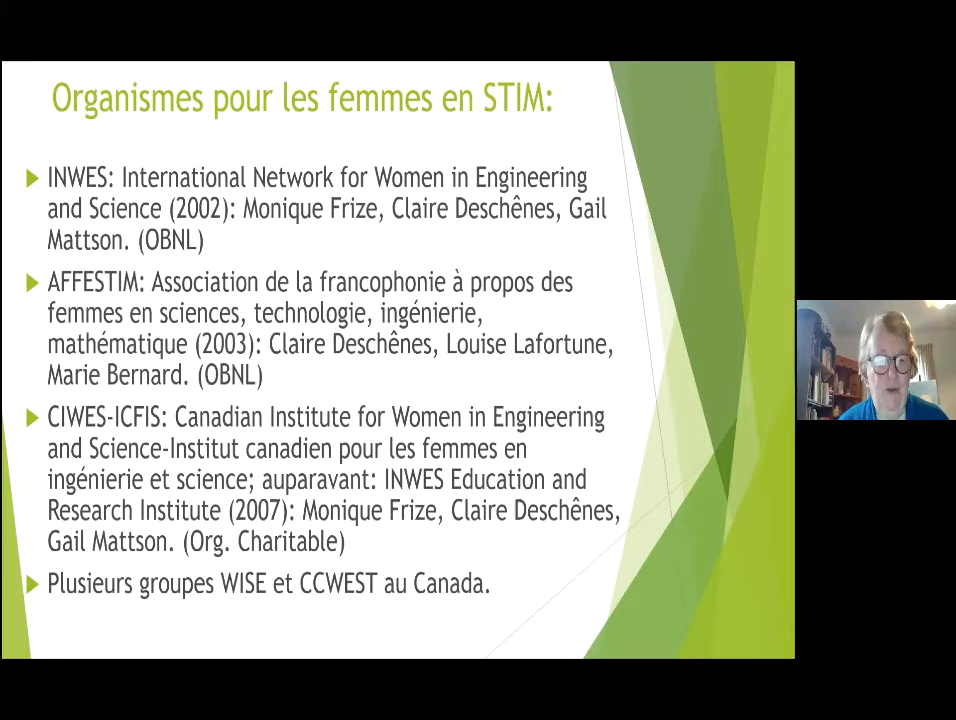 Organismes pour les femmes en STIM:
INWES: International Network for Women in Engineering
and Science (2002): Monique Frize, Claire Deschênes, Gail
Mattson. (OBNL)
AFFESTIM: Association de la francophonie à propos des
femmes en sciences, technologie, ingénierie,
mathématique (2003): Claire Deschênes, Louise Lafortune,
Marie Bernard. (OBNL)
CIWES-ICFIS: Canadian Institute for Women in Engineering
and Science-Institut canadien pour les femmes en
ingénierie et science; auparavant: INWES Education and
Research Institute (2007): Monique Frize, Claire Deschênes,
Gail Mattson. (Org. Charitable)
Plusieurs groupes WISE et CCWEST au Canada.